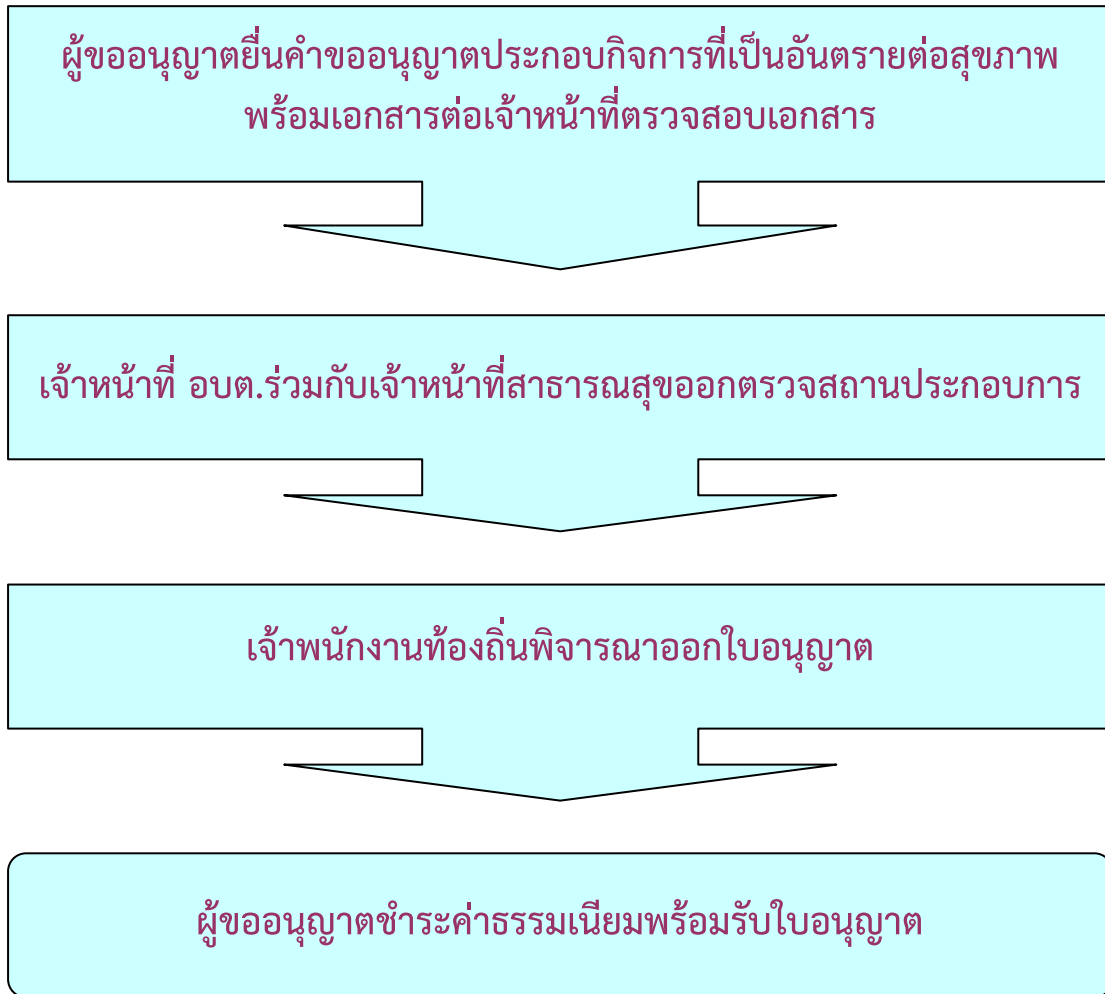 ผู้ขออนุญาตยื่นคำขออนุญาตประกอบกิจการที่เป็นอันตรายต่อสุขภาพ
พร้อมเอกสารต่อเจ้าหน้าที่ตรวจสอบเอกสาร
เจ้าหน้าที่ อบต.ร่วมกับเจ้าหน้าที่สาธารณสุขออกตรวจสถานประกอบการ
เจ้าพนักงานท้องถิ่นพิจารณาออกใบอนุญาต
ผู้ขออนุญาตชำระค่าธรรมเนียมพร้อมรับใบอนุญาต